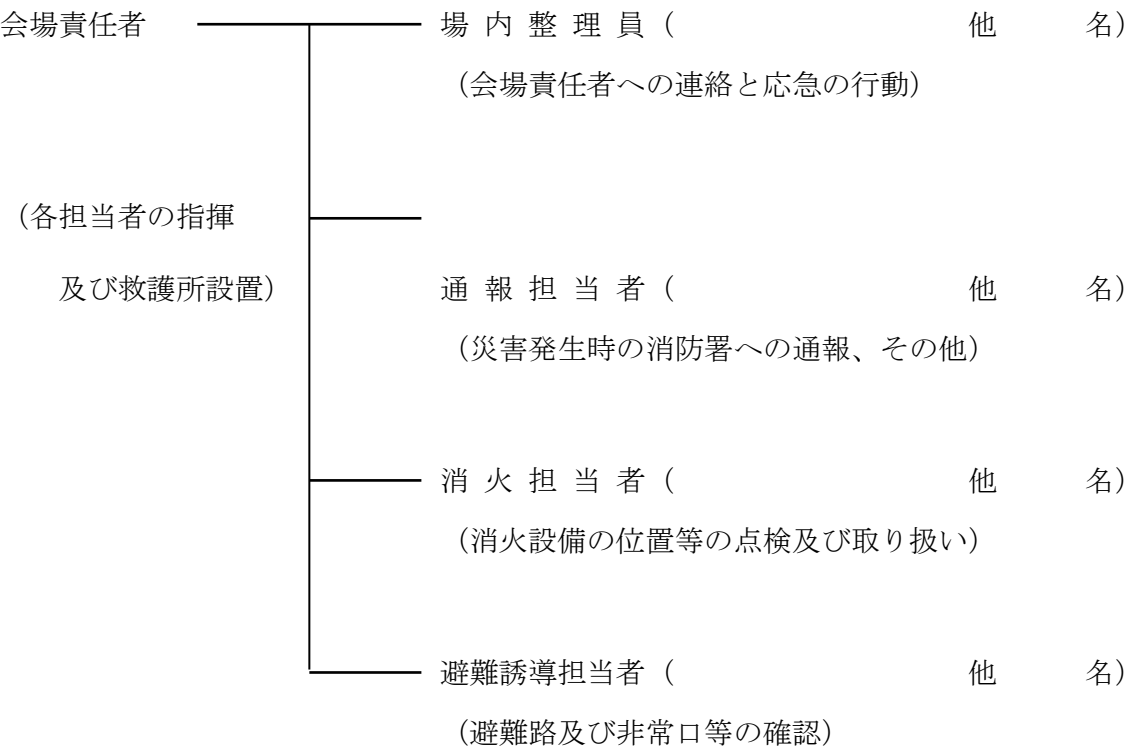 会場責任者　場 内 整 理 員（　　　　　　　他　　　名）
（会場責任者への連絡と応急の行動）
（各担当者の指揮
及び救護所設置）　通 報 担 当 者（　　　　　　　他　　　名）
（災害発生時の消防署への通報、その他）
消 火 担 当 者（　　　　　　　他　　　名）
（消火設備の位置等の点検及び取り扱い）
避難誘導担当者（　　　　　　　他　　　名）
（避難路及び非常口等の確認）